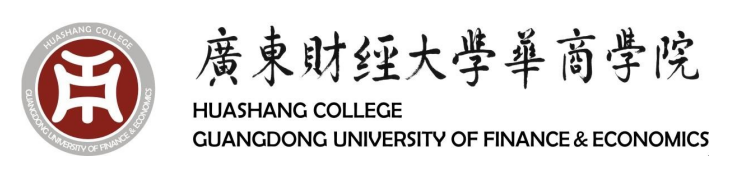 HUASHANG COLLEGE
GUANGDONG UNIVERSITY OF FINANCE & ECONOMICS
廣東财经大學華商學院
HUASHANG COLLEGE
GUANGDONG UNIVERSITY OF FINANCE & ECONOMICS